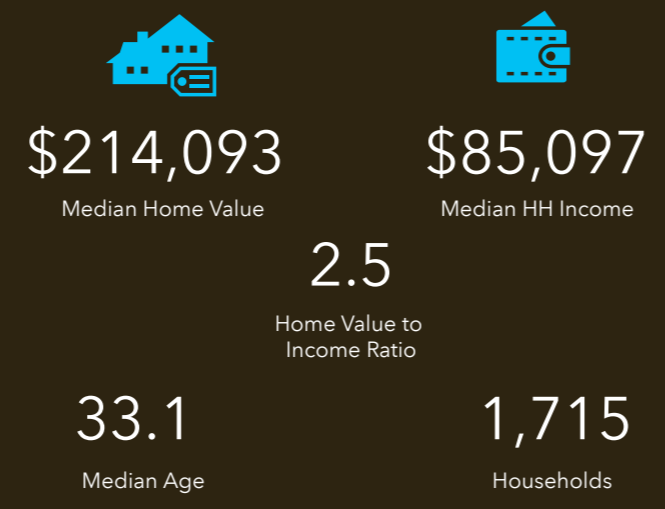 $214,093
Median Home Value
$85,097
Median HH Income
2.5
Home Value to
Income Ratio
33.1
Median Age
1,715
Households